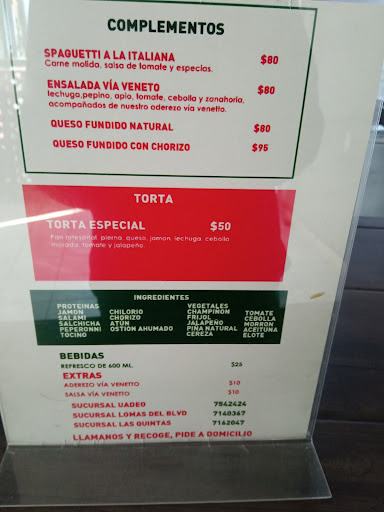 COMPLEMENTOS
SPAGUETTI A LA ITALIANA $80
Carne molida, salsa de tomate y especias.
ENSALADA VÍA VENETO $80
lechuga,pepino, apio, tomate, cebolla y zanahoria,
acompañados de nuestro aderezo vía venetto.
QUESO FUNDIDO NATURAL $80
QUESO FUNDIDO CON CHORIZO $95
TORTA
TORTA ESPECIAL $50
Pan artesanal, pierna, queso, jamon, lechuga, cebolla
morada, tomate y jalapeño.
INGREDIENTES
PROTEINAS
JAMON
SALAMI
SALCHICHA
PEPERONNI
TOCINO
CHILORIO
CHORIZO
ATÚN
OSTION AHUMADO
VEGETALES
CHAMPIÑON
FRIJOL
JALAPEÑO
PIÑA NATURAL
CEREZA
TOMATE
CEBOLLA
MORRON
ACEITUNA
ELOTE
BEBIDAS
REFRESCO DE 600 ML. $25
EXTRAS
ADEREZO VÍA VENETTO $10
SALSA VÍA VENETTO $10
SUCURSAL UADEO 7542424
SUCURSAL LOMAS DEL BLVD 7140367
SUCURSAL LAS QUINTAS 7162047
LLAMANOS Y RECOGE, PIDE A DOMICILIO